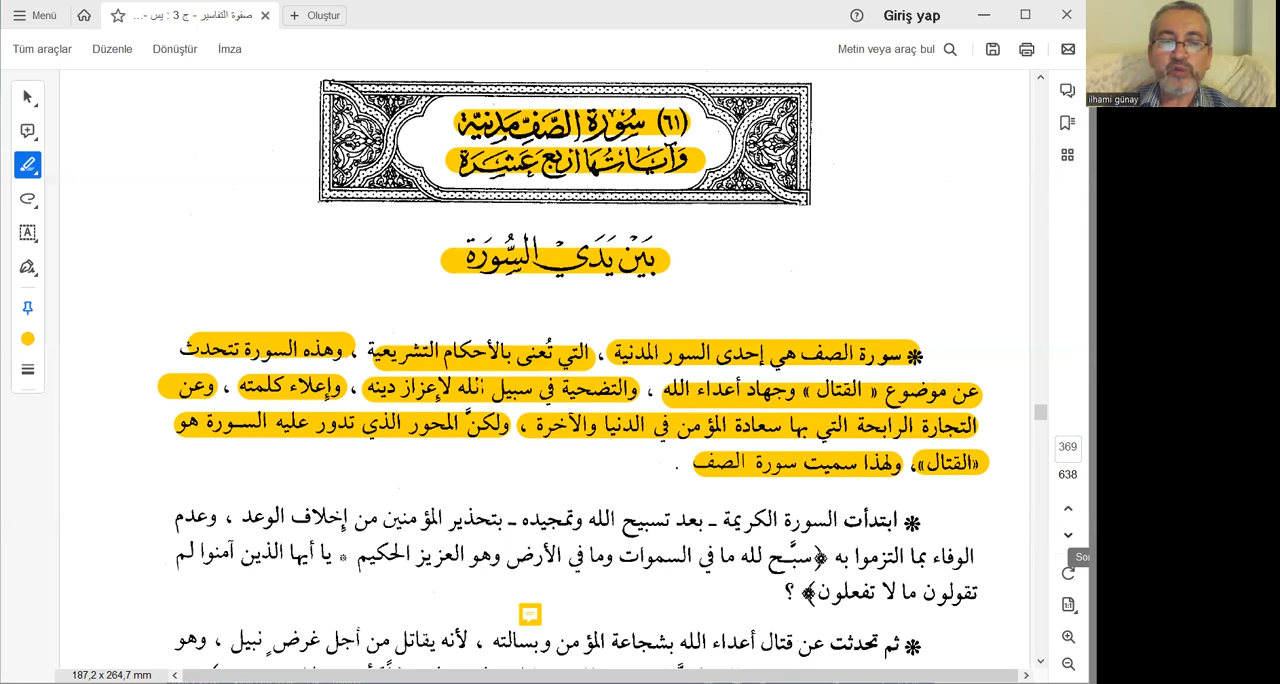 Menü
صفوة التفاسير - ج 3 : يس -...
Oluştur
Giriş yap
Tüm araçlar
Düzenle
Dönüştür
İmza
Metin veya araç bul
ilhami günay
(٦١) سُورَةِ الصَّفِّ مَدَنِيَّة
وَآيَاتُهَا أَرْبَع عَشِرَة
بَيْن يَدَيِ السُّورَة
❋ سورة الصف هي إحدى السور المدنية ، التي تُعنى بالأحكام التشريعية ، وهذه السورة تتحدث
عن موضوع « القتال » وجهاد أعداء الله ، والتضحية في سبيل الله لإعزاز دينه ، وإعلاء كلمته ، وعن
التجارة الرابحة التي بها سعادة المؤمن في الدنيا والآخرة ، ولكنَّ المحور الذي تدور عليه السورة هو
«القتال»، ولهذا سميت سورة الصف .
❋ ابتدأت السورة الكريمة ـ بعد تسبيح الله وتمجيده ـ بتحذير المؤمنين من إخلاف الوعد ، وعدم
الوفاء بما التزموا به ﴿سبَّح لله ما في السموات وما في الأرض وهو العزيز الحكيم * يا أيها الذين آمنوا لم
تقولون ما لا تفعلون﴾ ؟
❋ ثم تحدثت عن قتال أعداء الله بشجاعة المؤمن وبسالته ، لأنه يقاتل من أجل غرض ٍ نبيل ، وهو
369
638
187,2 x 264,7 mm